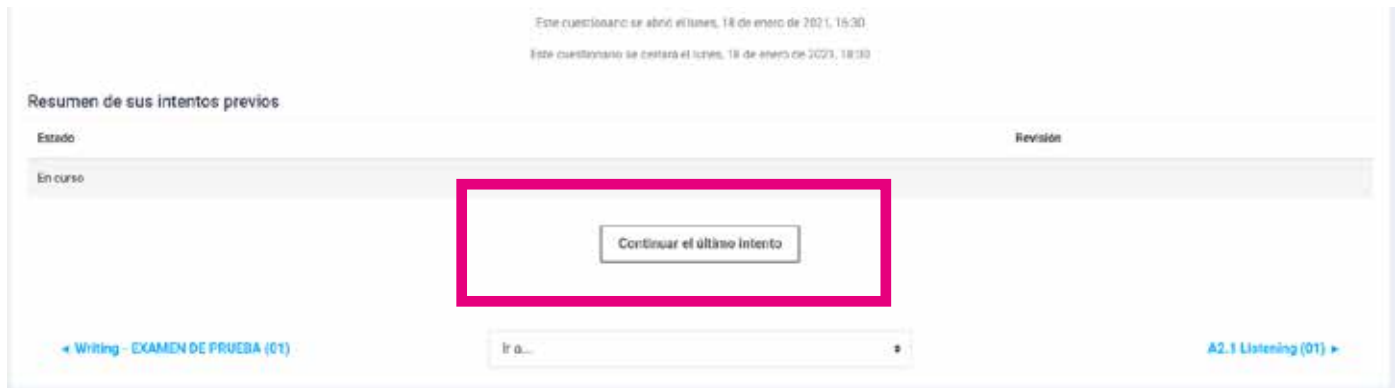 Este cuestionario se abrió el lunes, 18 de enero de 2021, 16:30
Este cuestionario se cerrará el lunes, 18 de enero de 2021, 18:30
Resumen de sus intentos previos
Estado Revisión
En curso
Continuar el último intento
◄ Writing - EXAMEN DE PRUEBA (01) Ir a... A2.1 Listening (01) ►